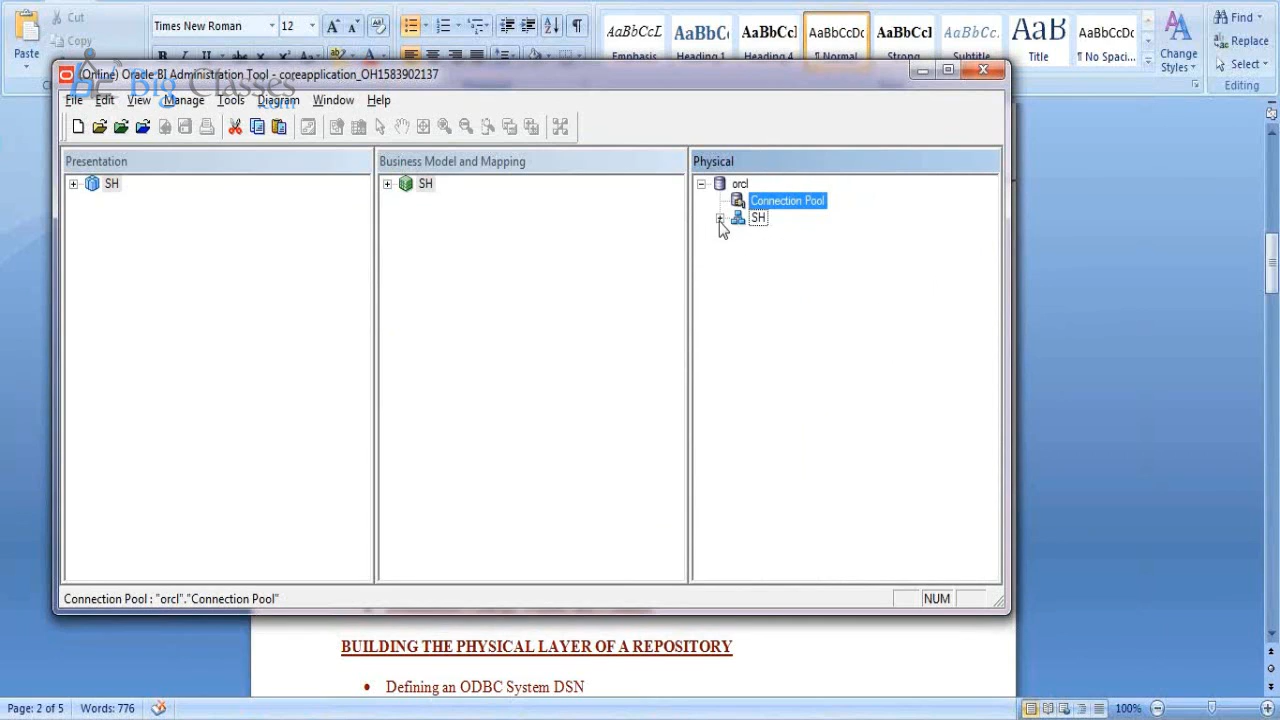 Cut
Copy
Paste
Times New Roman
12
AaBbCcL
AaBbC
AaBbCcl
AaBbCcDc
AaBbCcDd
AaBbCc.
AaB
AaBbCcDc
Emphasis
Heading 1
Heading 4
¶ Normal
Strong
Subtitle
Title
¶ No Spaci...
Change
Styles
Find
Replace
Select
Editing
(Online) Oracle BI Administration Tool - coreapplication_OH1583902137
Big Classes
.com
File Edit View Manage Tools Diagram Window Help
Presentation
SH
Business Model and Mapping
SH
Physical
orcl
Connection Pool
SH
Connection Pool : "orcl"."Connection Pool"
NUM
BUILDING THE PHYSICAL LAYER OF A REPOSITORY
• Defining an ODBC System DSN
Page: 2 of 5
Words: 776
100%